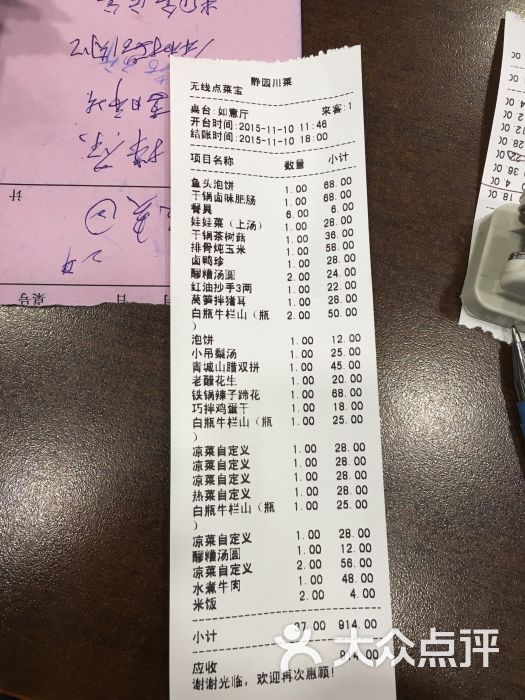 静园川菜
无线点菜宝
桌台:如意厅 来客:1
开台时间:2015-11-10 11:46
结账时间:2015-11-10 18:00
项目名称 数量 小计
鱼头泡饼 1.00 68.00
干锅卤味肥肠 1.00 68.00
餐具 6.00 6.00
娃娃菜(上汤) 1.00 28.00
干锅茶树菇 1.00 36.00
排骨炖玉米 1.00 58.00
卤鸭珍 1.00 28.00
醪糟汤圆 2.00 24.00
红油抄手3两 1.00 22.00
莴笋拌猪耳 1.00 28.00
白瓶牛栏山(瓶 2.00 50.00
)
泡饼 1.00 12.00
小吊梨汤 1.00 25.00
青城山腊双拼 1.00 45.00
老醋花生 1.00 20.00
铁锅辣子蹄花 1.00 68.00
巧拌鸡蛋干 1.00 18.00
白瓶牛栏山(瓶 1.00 25.00
)
凉菜自定义 1.00 28.00
凉菜自定义 1.00 28.00
凉菜自定义 1.00 28.00
热菜自定义 1.00 28.00
白瓶牛栏山(瓶 1.00 25.00
)
凉菜自定义 1.00 28.00
醪糟汤圆 1.00 12.00
凉菜自定义 2.00 56.00
水煮牛肉 1.00 48.00
米饭 2.00 4.00
小计 37.00 914.00
应收 914.00
谢谢光临,欢迎再次惠顾!
大众点评
计
月
桌号